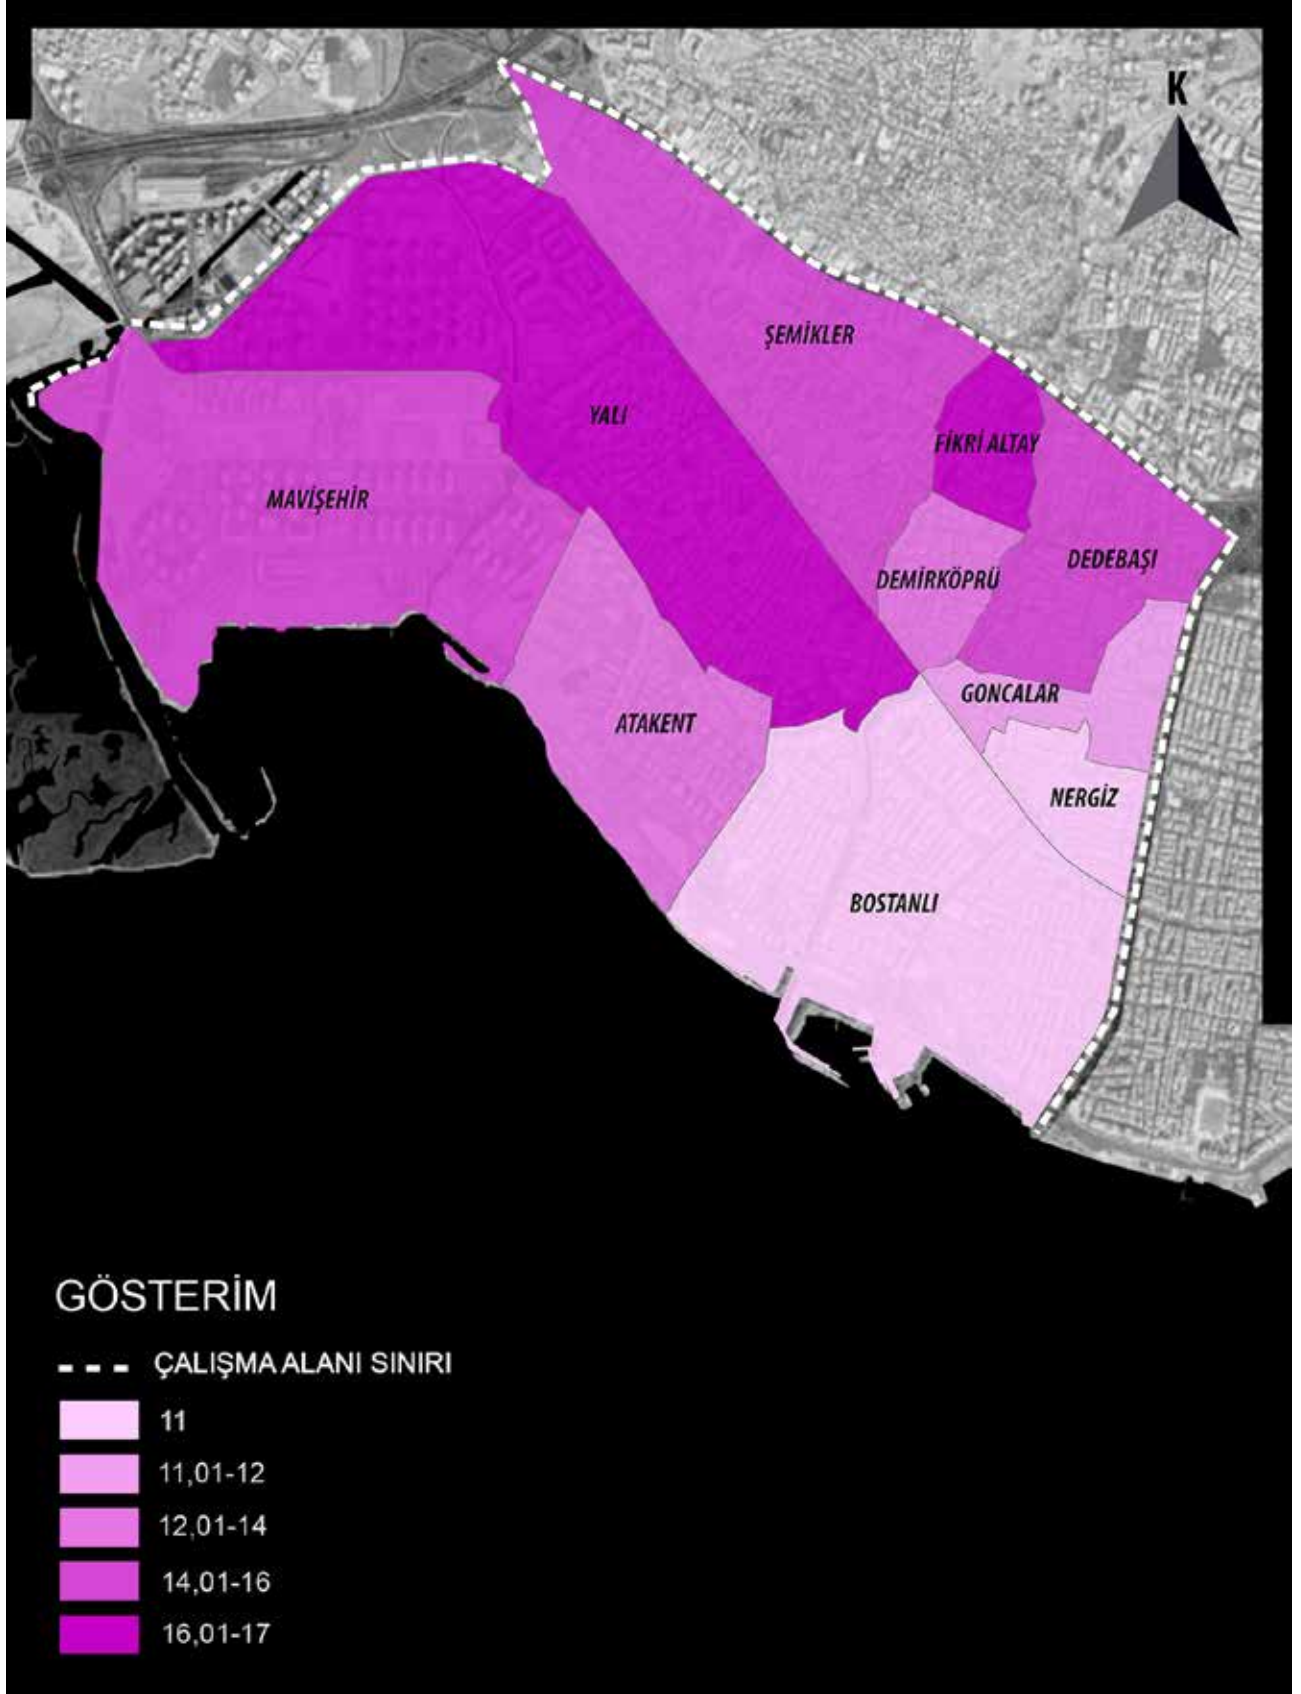 K
ŞEMİKLER
YALI
FİKRİ ALTAY
MAVİŞEHİR
DEDEBAŞI
DEMİRKÖPRÜ
GONCALAR
ATAKENT
NERGİZ
BOSTANLI
GÖSTERİM
ÇALIŞMA ALANI SINIRI
11
11,01-12
12,01-14
14,01-16
16,01-17